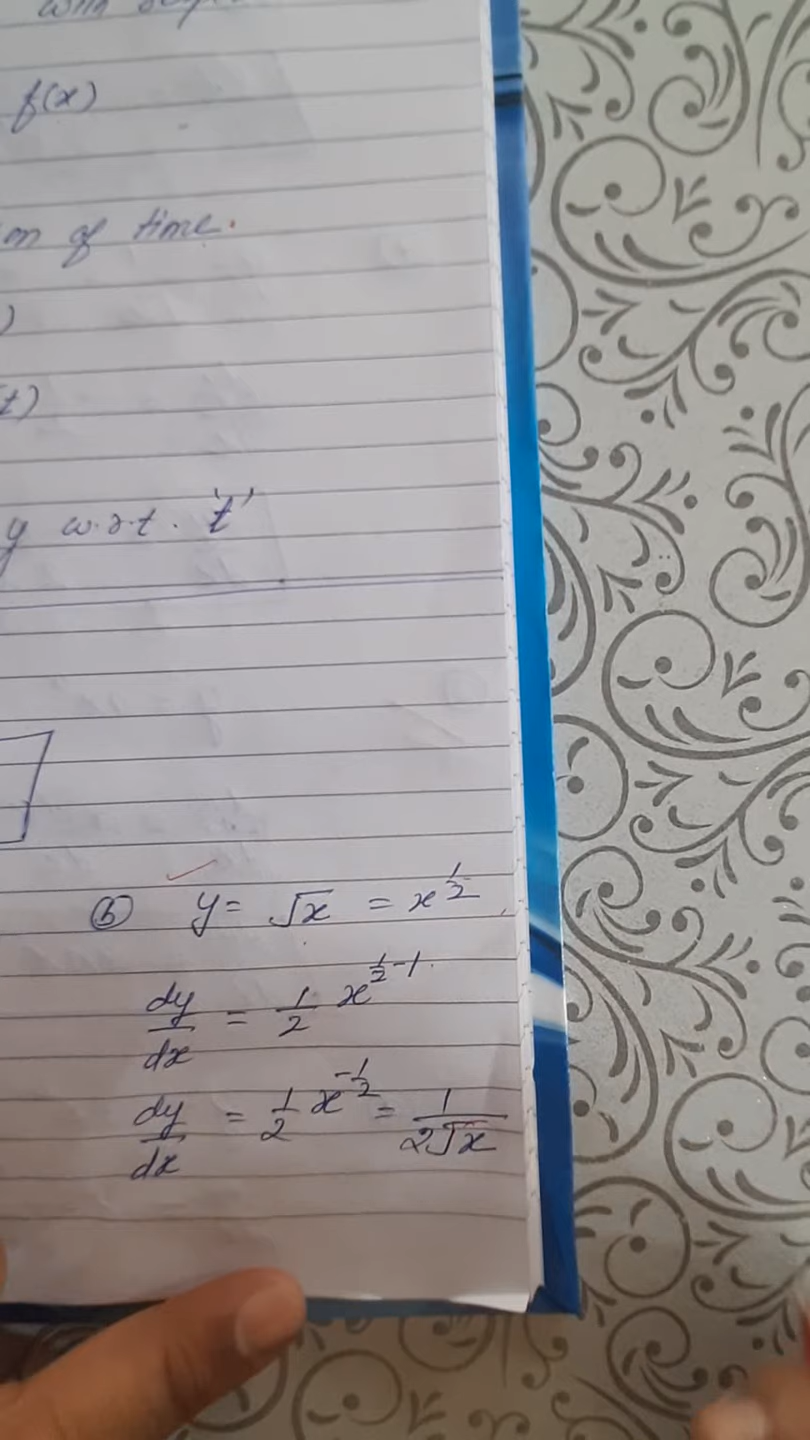 with
f(x)
of time.
)
t)
y w.r.t. 't'
(b) y = √x = x^1/2
dy/dx = 1/2 x^1/2-1
dy/dx = 1/2 x^-1/2 = 1/2√x